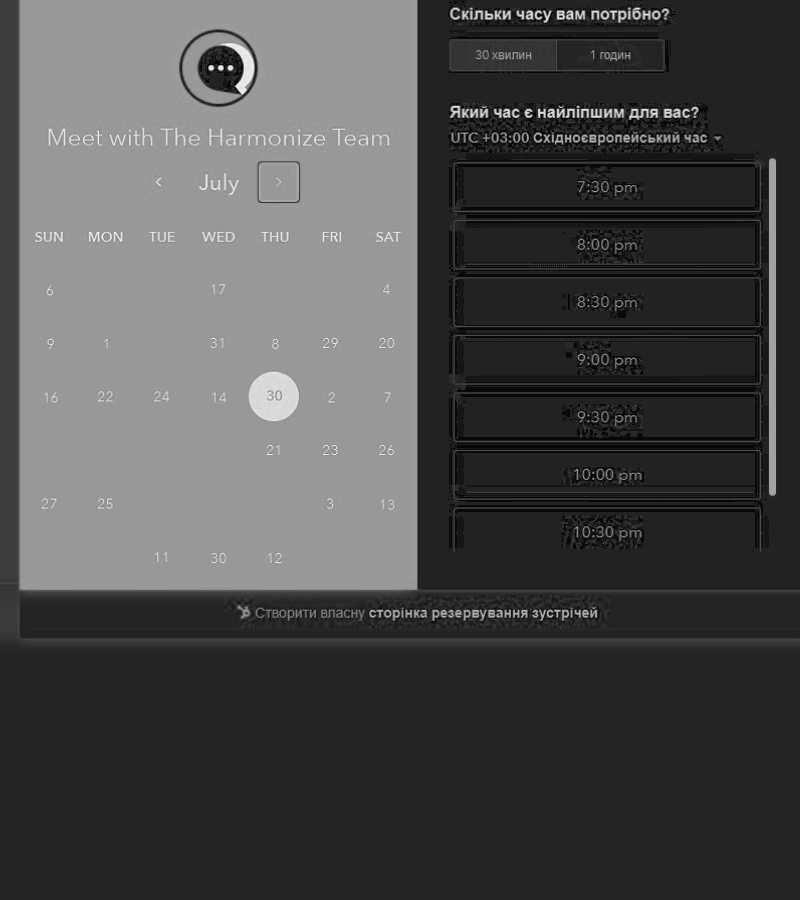 Meet with The Harmonize Team
July
SUN MON TUE WED THU FRI SAT
6 17 4
9 1 31 8 29 20
16 22 24 14 30 2 7
21 23 26
27 25 3 13
11 30 12
Скільки часу вам потрібно?
30 хвилин 1 годин
Який час є найліпшим для вас?
UTC +03:00 Східноєвропейський час
7:30 pm
8:00 pm
8:30 pm
9:00 pm
9:30 pm
10:00 pm
10:30 pm
Створити власну сторінка резервування зустрічей